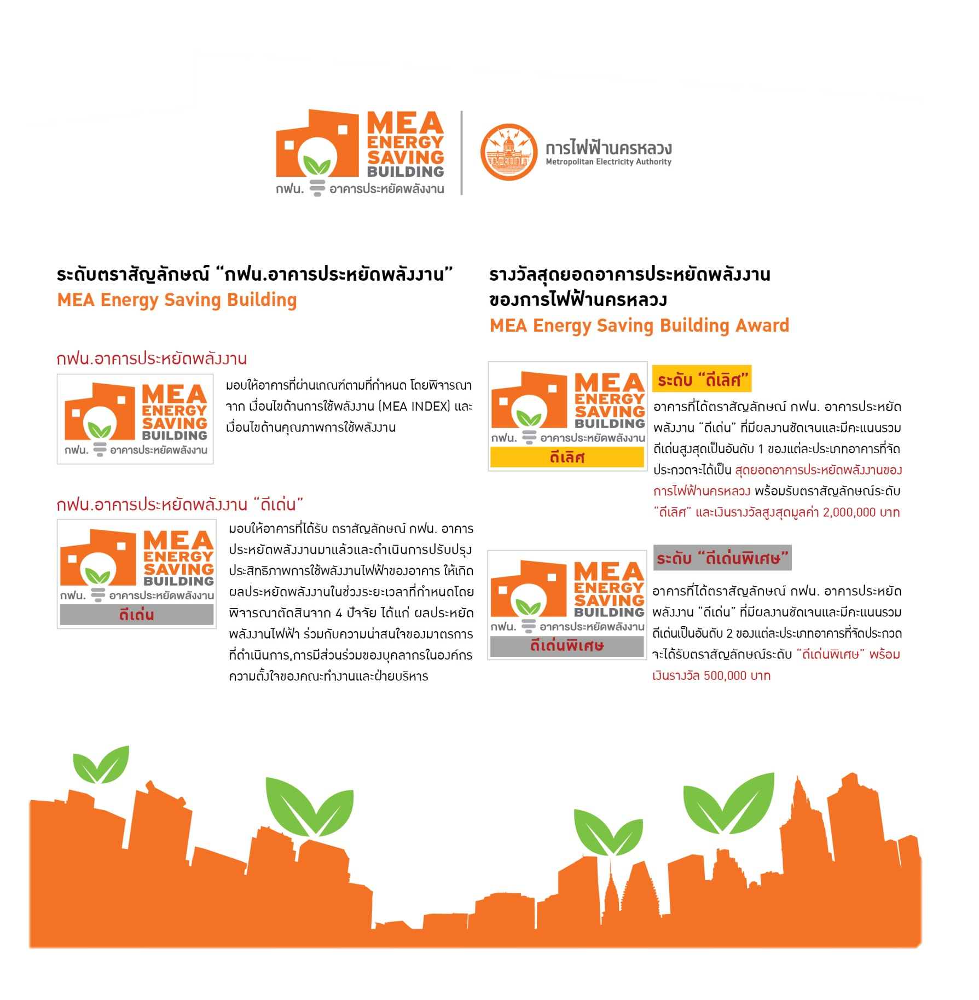 MEA
ENERGY
SAVING
BUILDING
กฟน. อาคารประหยัดพลังงาน
การไฟฟ้านครหลวง
Metropolitan Electricity Authority
ระดับตราสัญลักษณ์ “กฟน.อาคารประหยัดพลังงาน”
MEA Energy Saving Building
กฟน.อาคารประหยัดพลังงาน
MEA
ENERGY
SAVING
BUILDING
กฟน. อาคารประหยัดพลังงาน
มอบให้อาคารที่ผ่านเกณฑ์ตามที่กำหนด โดยพิจารณา
จาก เงื่อนไขด้านการใช้พลังงาน (MEA INDEX) และ
เงื่อนไขด้านคุณภาพการใช้พลังงาน
กฟน.อาคารประหยัดพลังงาน “ดีเด่น”
MEA
ENERGY
SAVING
BUILDING
กฟน. อาคารประหยัดพลังงาน
ดีเด่น
มอบให้อาคารที่ได้รับ ตราสัญลักษณ์ กฟน. อาคาร
ประหยัดพลังงานมาแล้วและดำเนินการปรับปรุง
ประสิทธิภาพการใช้พลังงานไฟฟ้าของอาคาร ให้เกิด
ผลประหยัดพลังงานในช่วงระยะเวลาที่กำหนดโดย
พิจารณาตัดสินจาก 4 ปัจจัย ได้แก่ ผลประหยัด
พลังงานไฟฟ้า ร่วมกับความน่าสนใจของมาตรการ
ที่ดำเนินการ,การมีส่วนร่วมของบุคลากรในองค์กร
ความตั้งใจของคณะทำงานและฝ่ายบริหาร
รางวัลสุดยอดอาคารประหยัดพลังงาน
ของการไฟฟ้านครหลวง
MEA Energy Saving Building Award
MEA
ENERGY
SAVING
BUILDING
กฟน. อาคารประหยัดพลังงาน
ดีเลิศ
ระดับ “ดีเลิศ”
อาคารที่ได้ตราสัญลักษณ์ กฟน. อาคารประหยัด
พลังงาน “ดีเด่น” ที่มีผลงานชัดเจนและมีคะแนนรวม
ดีเด่นสูงสุดเป็นอันดับ 1 ของแต่ละประเภทอาคารที่จัด
ประกวดจะได้เป็น สุดยอดอาคารประหยัดพลังงานของ
การไฟฟ้านครหลวง พร้อมรับตราสัญลักษณ์ระดับ
“ดีเลิศ” และเงินรางวัลสูงสุดมูลค่า 2,000,000 บาท
MEA
ENERGY
SAVING
BUILDING
กฟน. อาคารประหยัดพลังงาน
ดีเด่นพิเศษ
ระดับ “ดีเด่นพิเศษ”
อาคารที่ได้ตราสัญลักษณ์ กฟน. อาคารประหยัด
พลังงาน “ดีเด่น” ที่มีผลงานชัดเจนและมีคะแนนรวม
ดีเด่นเป็นอันดับ 2 ของแต่ละประเภทอาคารที่จัดประกวด
จะได้รับตราสัญลักษณ์ระดับ “ดีเด่นพิเศษ” พร้อม
เงินรางวัล 500,000 บาท